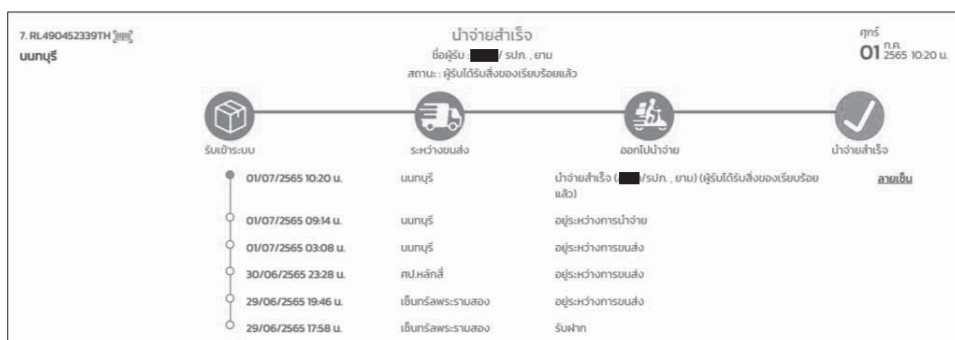 7. RL490452339TH
นนทบุรี
นำจ่ายสำเร็จ
ชื่อผู้รับ : / รปภ. , ยาม
สถานะ : ผู้รับได้รับสิ่งของเรียบร้อยแล้ว
ศุกร์
01 ก.ค. 2565 10:20 น.
รับเข้าระบบ
ระหว่างขนส่ง
ออกไปนำจ่าย
นำจ่ายสำเร็จ
01/07/2565 10:20 น. นนทบุรี นำจ่ายสำเร็จ ( /รปภ. , ยาม) (ผู้รับได้รับสิ่งของเรียบร้อย ลายเซ็น
แล้ว)
01/07/2565 09:14 น. นนทบุรี อยู่ระหว่างการนำจ่าย
01/07/2565 03:08 น. นนทบุรี อยู่ระหว่างการขนส่ง
30/06/2565 23:28 น. ศป.หลักสี่ อยู่ระหว่างการขนส่ง
29/06/2565 19:46 น. เซ็นทรัลพระรามสอง อยู่ระหว่างการขนส่ง
29/06/2565 17:58 น. เซ็นทรัลพระรามสอง รับฝาก